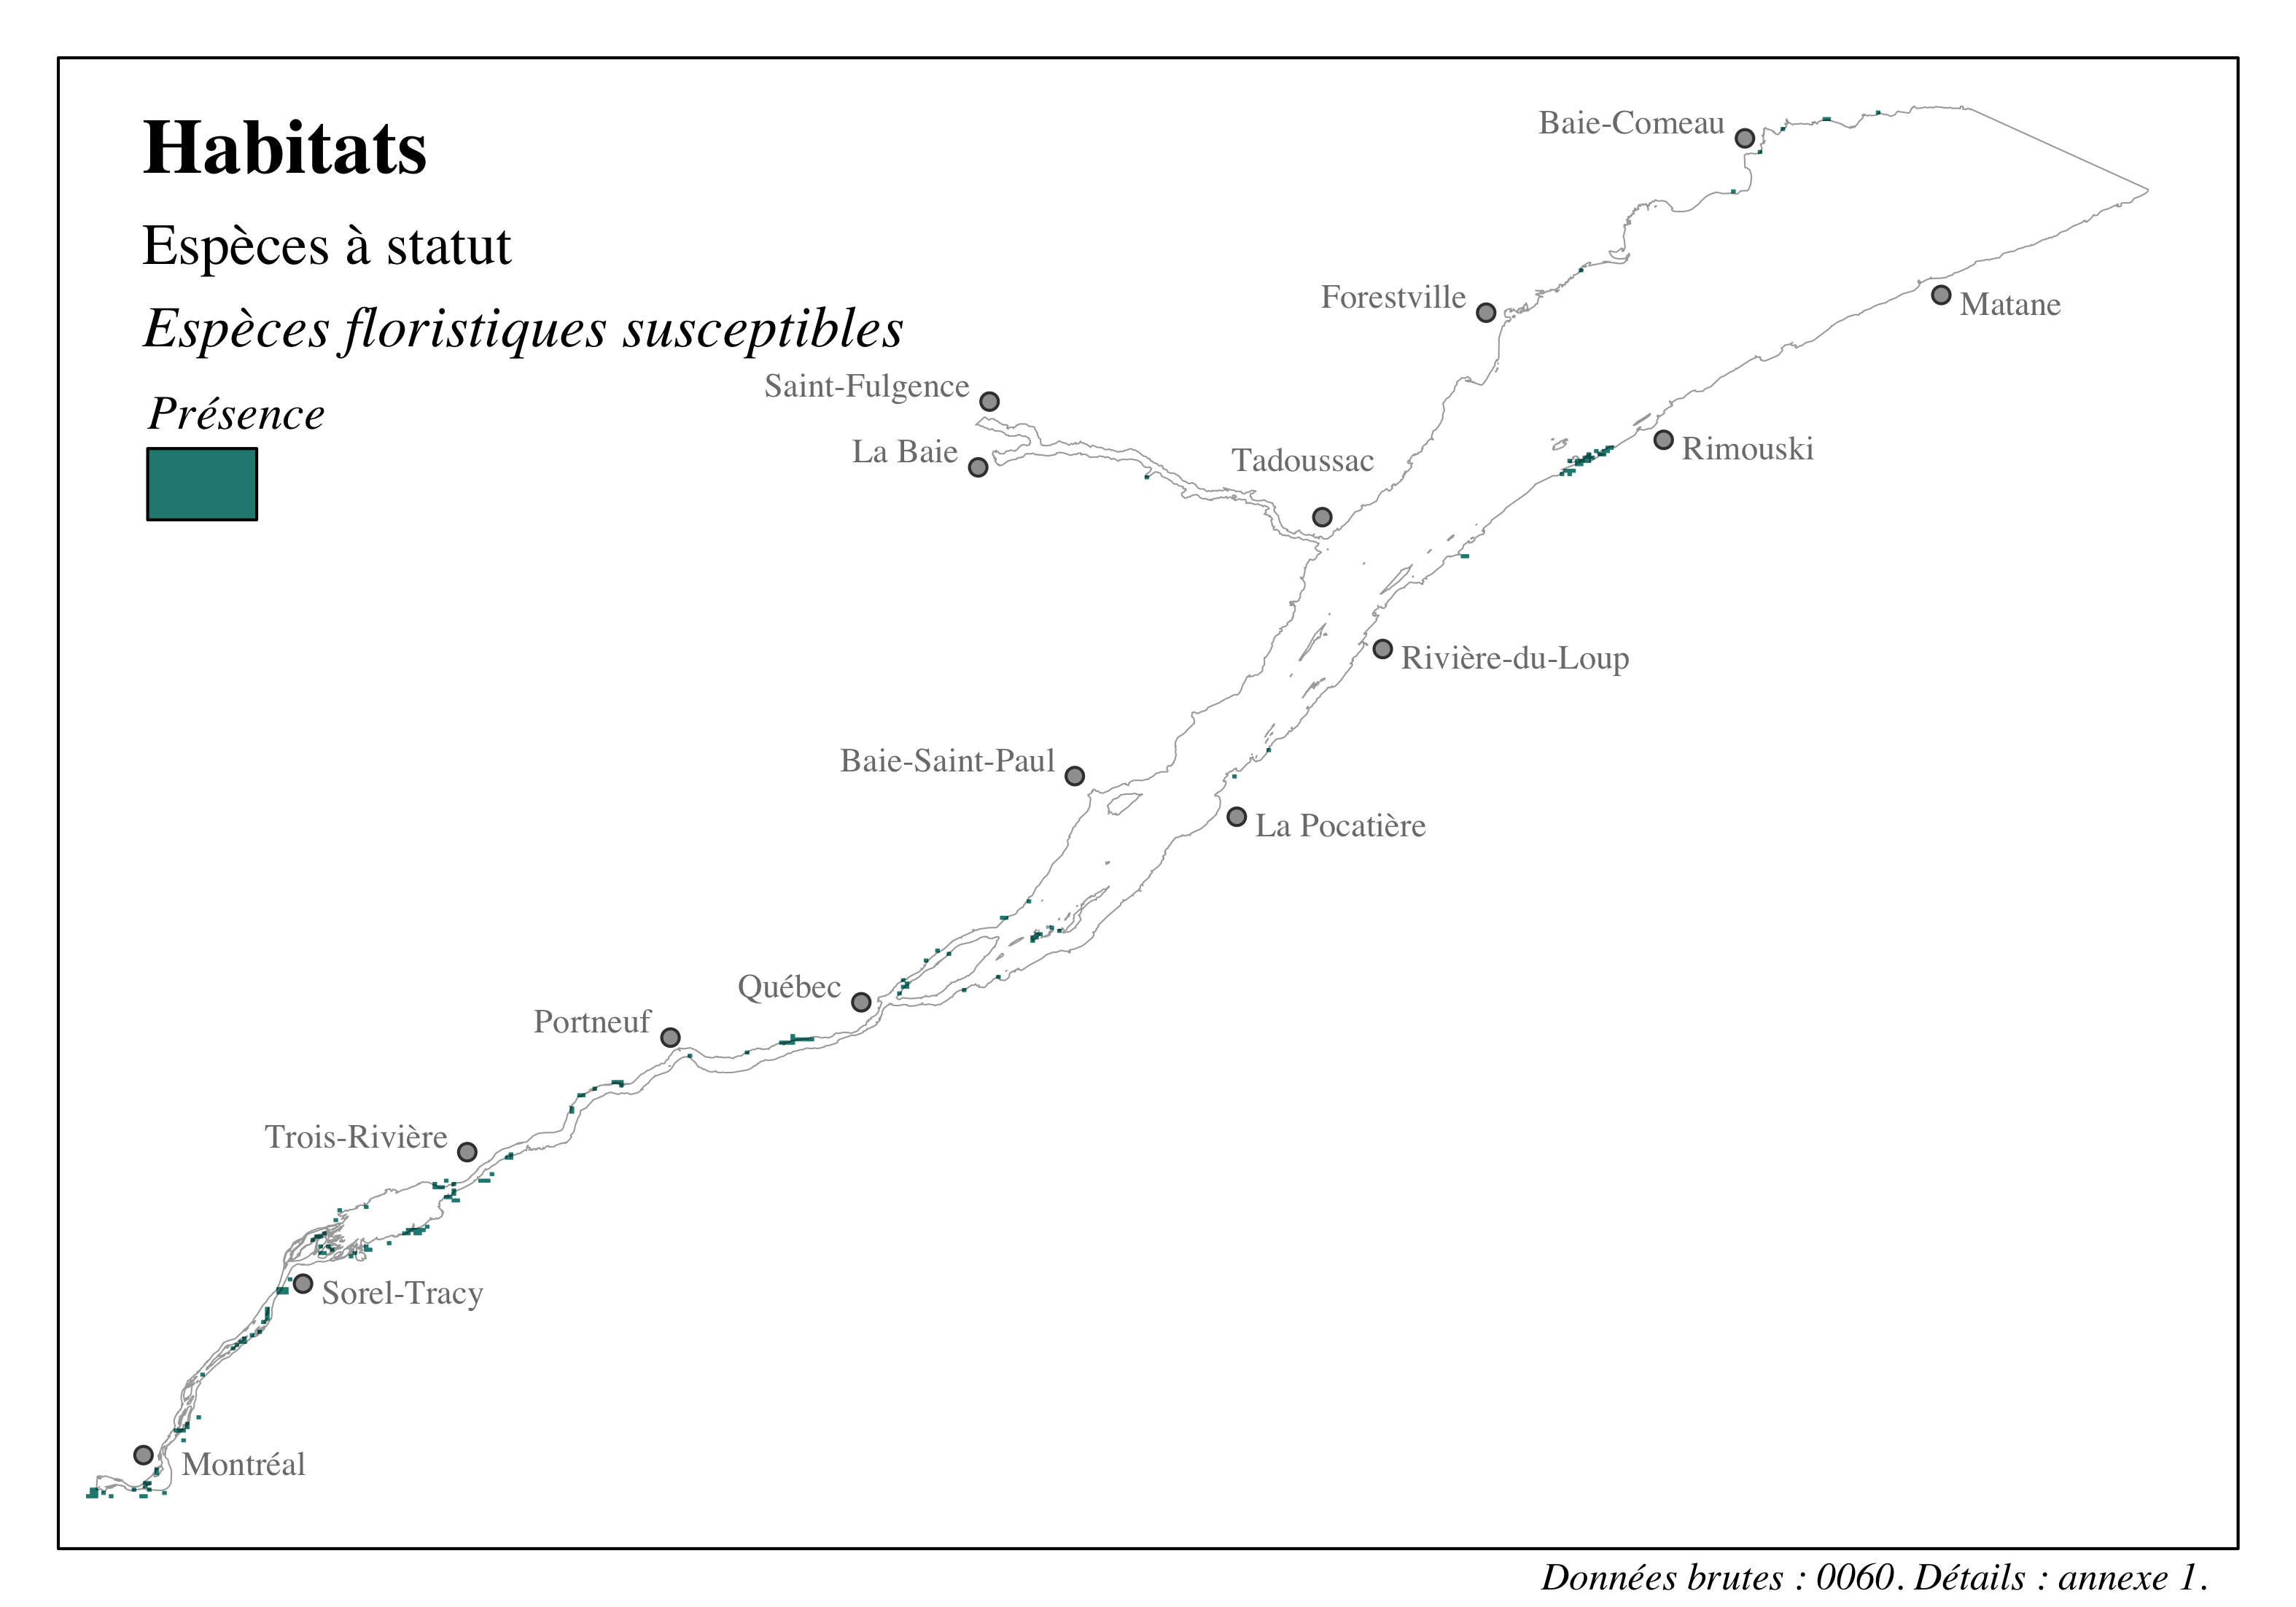 Habitats
Espèces à statut
Espèces floristiques susceptibles
Présence
Baie-Comeau
Forestville
Matane
Saint-Fulgence
La Baie
Tadoussac
Rimouski
Rivière-du-Loup
Baie-Saint-Paul
La Pocatière
Québec
Portneuf
Trois-Rivière
Sorel-Tracy
Montréal
Données brutes : 0060. Détails : annexe 1.